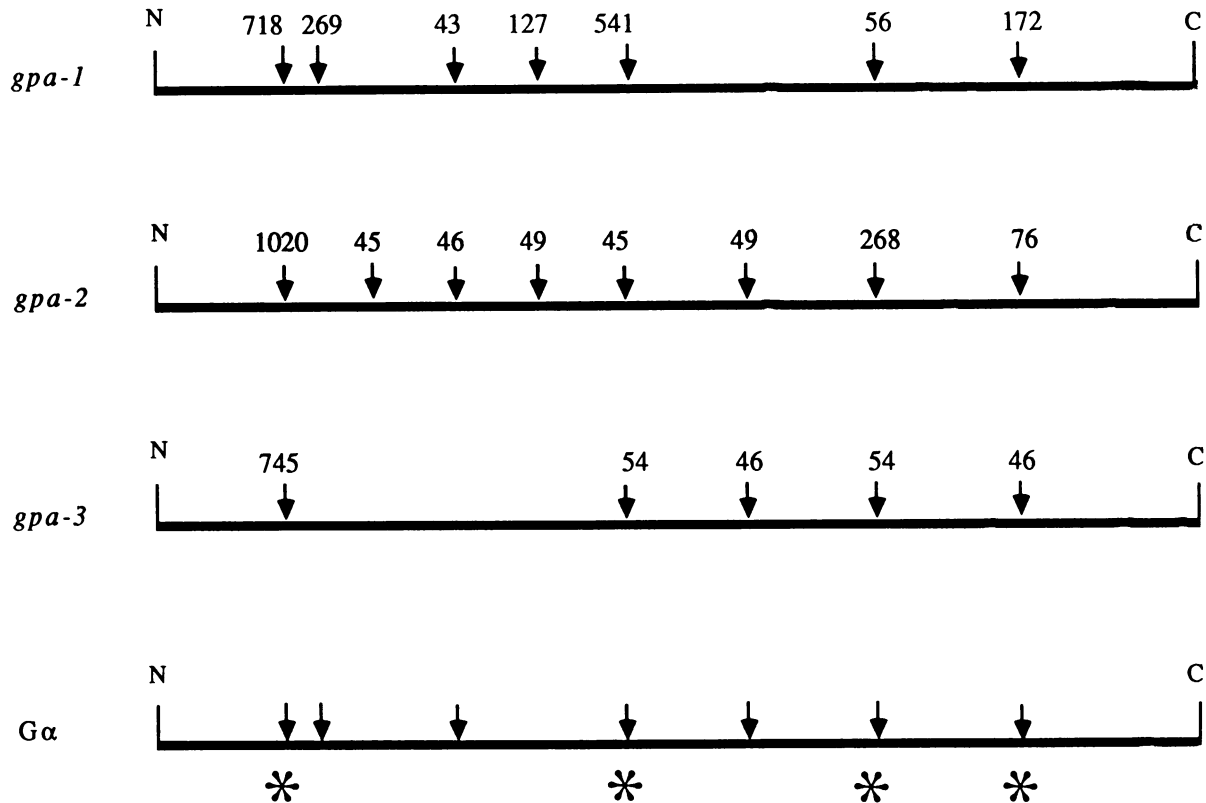 N 718 269 43 127 541 56 172 C
gpa-1
N 1020 45 46 49 45 49 268 76 C
gpa-2
N 745 54 46 54 46 C
gpa-3
N C
Gα
* * * *